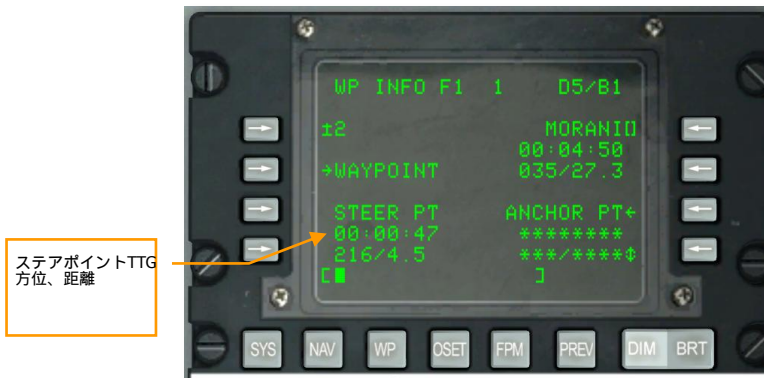 WP INFO F1 1 D5/B1
±2 MORANI[]
00:04:50
→WAYPOINT 035/27.3
STEER PT ANCHOR PT←
00:00:47 ********
216/4.5 ***/****↕
[ ]
ステアポイントTTG
方位、距離
SYS NAV WP OSET FPM PREV DIM BRT